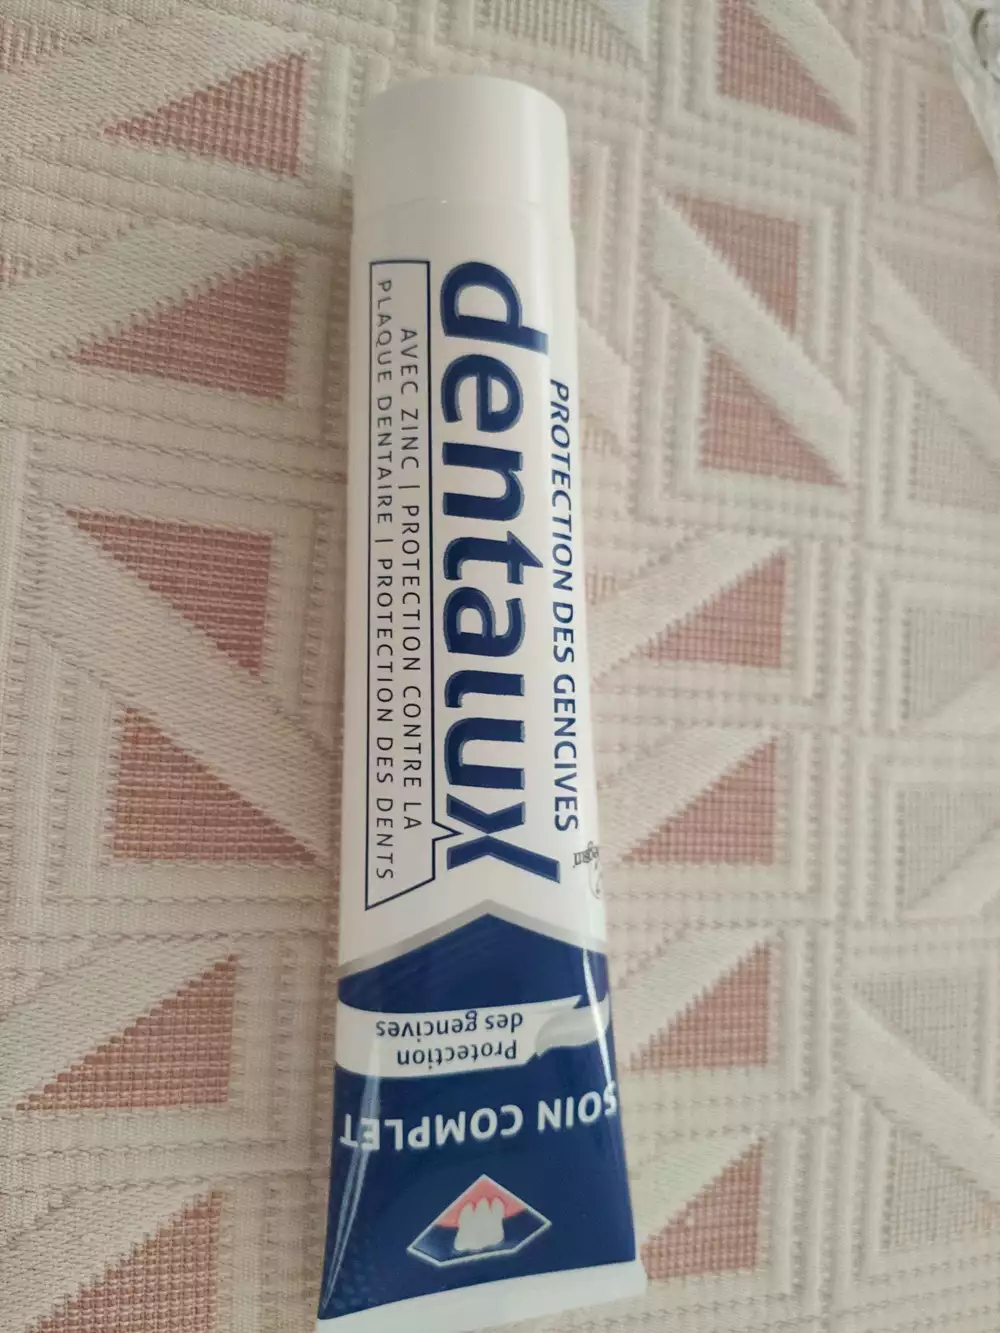 PROTECTION DES GENCIVES
dentalux
AVEC ZINC | PROTECTION CONTRE LA
PLAQUE DENTAIRE | PROTECTION DES DENTS
SOIN COMPLET
Protection
des gencives